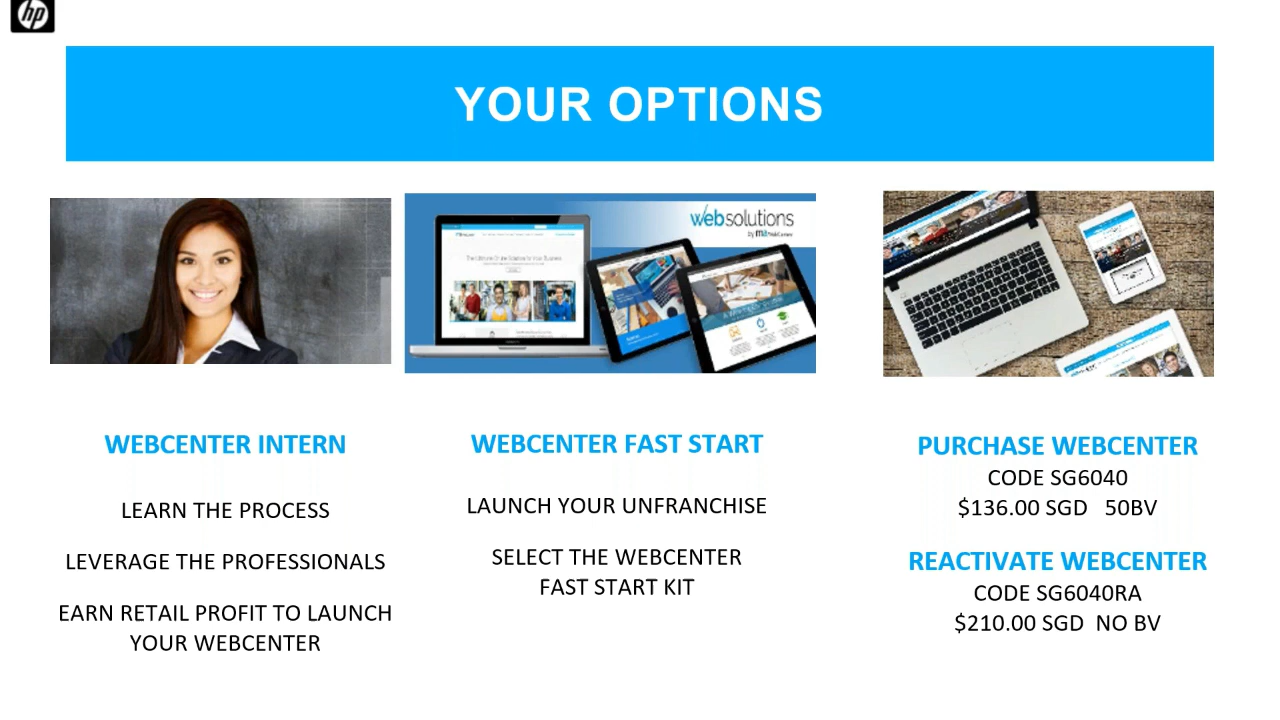 hp
YOUR OPTIONS
websolutions
WEBCENTER INTERN
LEARN THE PROCESS
LEVERAGE THE PROFESSIONALS
EARN RETAIL PROFIT TO LAUNCH
YOUR WEBCENTER
WEBCENTER FAST START
LAUNCH YOUR UNFRANCHISE
SELECT THE WEBCENTER
FAST START KIT
PURCHASE WEBCENTER
CODE SG6040
$136.00 SGD 50BV
REACTIVATE WEBCENTER
CODE SG6040RA
$210.00 SGD NO BV